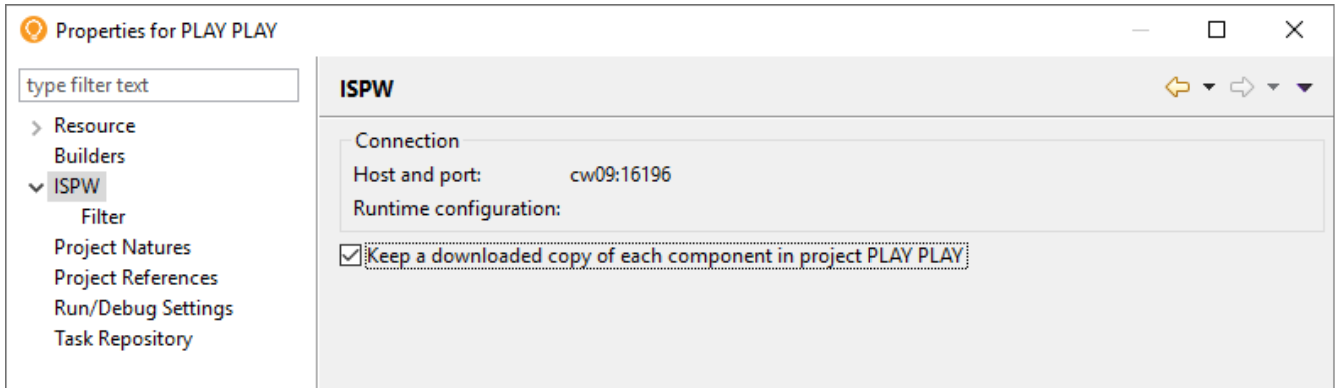 Properties for PLAY PLAY
type filter text
ISPW
Resource
Builders
ISPW
Filter
Project Natures
Project References
Run/Debug Settings
Task Repository
Connection
Host and port: cw09:16196
Runtime configuration:
Keep a downloaded copy of each component in project PLAY PLAY